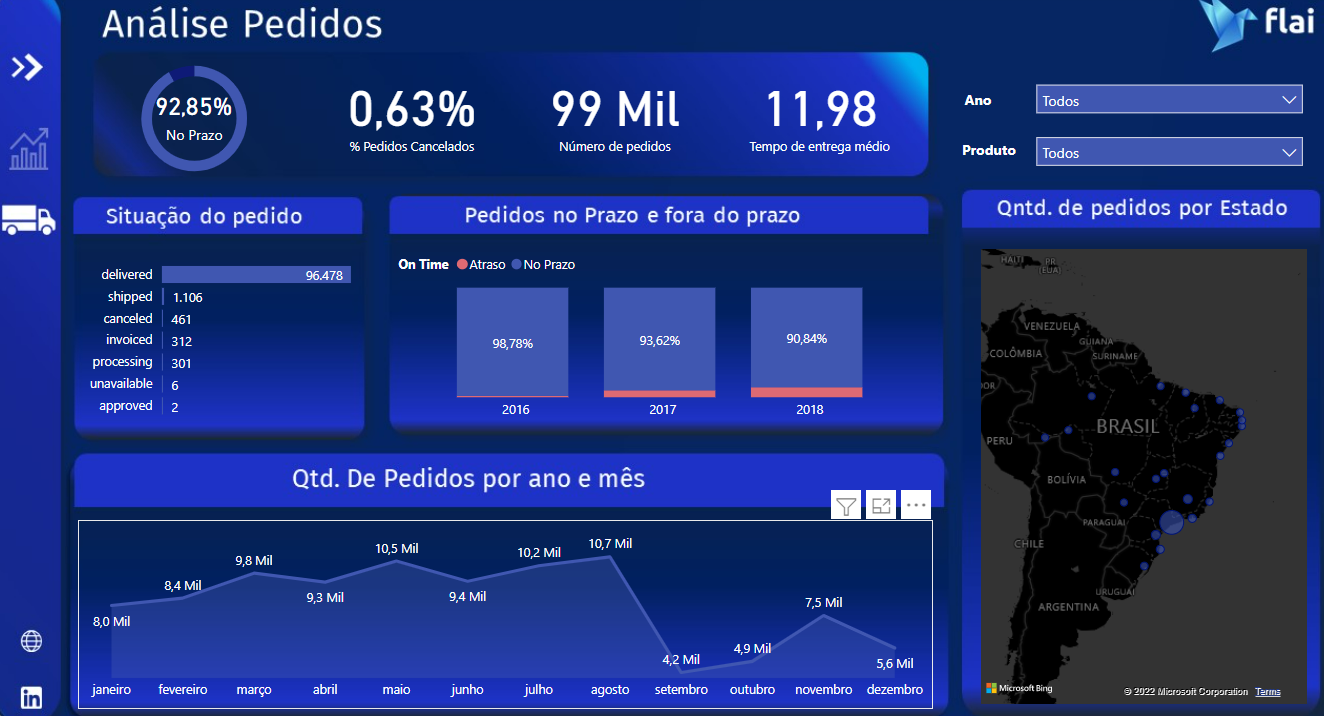 Análise Pedidos
flai
92,85%
No Prazo
0,63%
% Pedidos Cancelados
99 Mil
Número de pedidos
11,98
Tempo de entrega médio
Ano
Todos
Produto
Todos
Situação do pedido
delivered 96.478
shipped 1.106
canceled 461
invoiced 312
processing 301
unavailable 6
approved 2
Pedidos no Prazo e fora do prazo
On Time Atraso No Prazo
98,78% 93,62% 90,84%
2016 2017 2018
Qntd. de pedidos por Estado
HAITI PR
(EUA)
VENEZUELA
GUIANA
COLÔMBIA SURINAME
DOR
BRASIL
PERU
BOLÍVIA
PARAGUAI
CHILE
URUGUAI
ARGENTINA
Microsoft Bing
© 2022 Microsoft Corporation Terms
Qtd. De Pedidos por ano e mês
8,0 Mil
8,4 Mil
9,8 Mil
9,3 Mil
10,5 Mil
9,4 Mil
10,2 Mil
10,7 Mil
4,2 Mil
4,9 Mil
7,5 Mil
5,6 Mil
janeiro fevereiro março abril maio junho julho agosto setembro outubro novembro dezembro
in